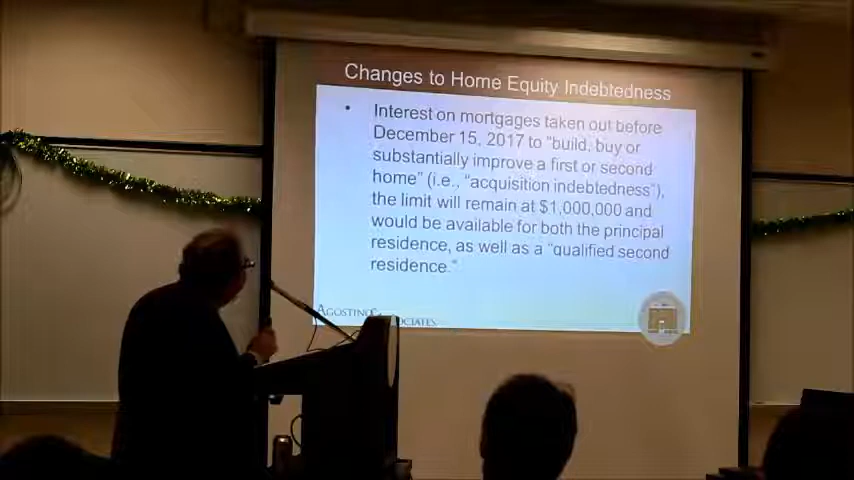 Changes to Home Equity Indebtedness
• Interest on mortgages taken out before
December 15, 2017 to "build, buy or
substantially improve a first or second
home" (i.e., "acquisition indebtedness"),
the limit will remain at $1,000,000 and
would be available for both the principal
residence, as well as a "qualified second
residence."
AGOSTINO